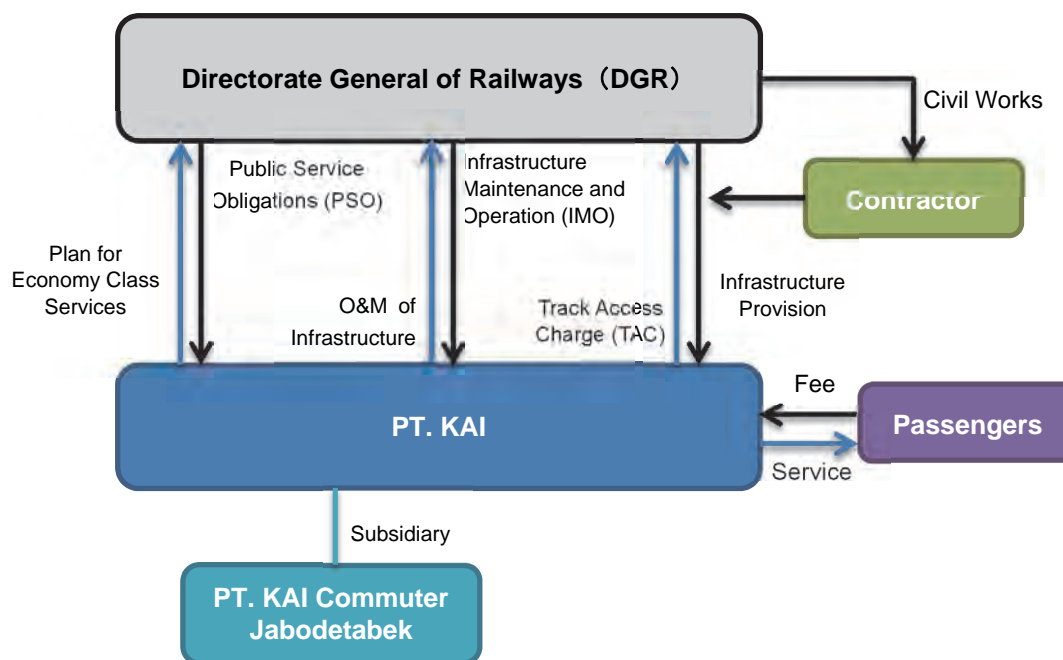 Directorate General of Railways（DGR）
Civil Works
Contractor
Public Service
Obligations (PSO)
Infrastructure
Maintenance and
Operation (IMO)
Plan for
Economy Class
Services
O&M of
Infrastructure
Track Access
Charge (TAC)
Infrastructure
Provision
PT. KAI
Fee
Passengers
Service
Subsidiary
PT. KAI Commuter
Jabodetabek